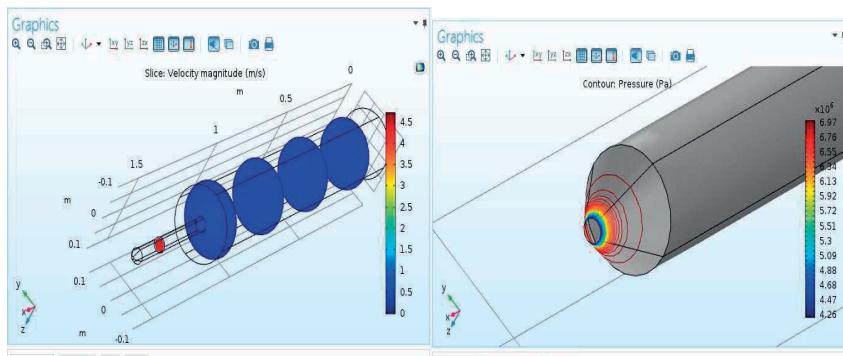 Graphics
Slice: Velocity magnitude (m/s)
m
0
0.5
1
1.5
-0.1
m
0
0.1
0.1
0
m
-0.1
4.5
4
3.5
3
2.5
2
1.5
1
0.5
0
y
x
z
Graphics
Contour: Pressure (Pa)
×10⁶
6.97
6.76
6.55
6.34
6.13
5.92
5.72
5.51
5.3
5.09
4.88
4.68
4.47
4.26
y
x
z